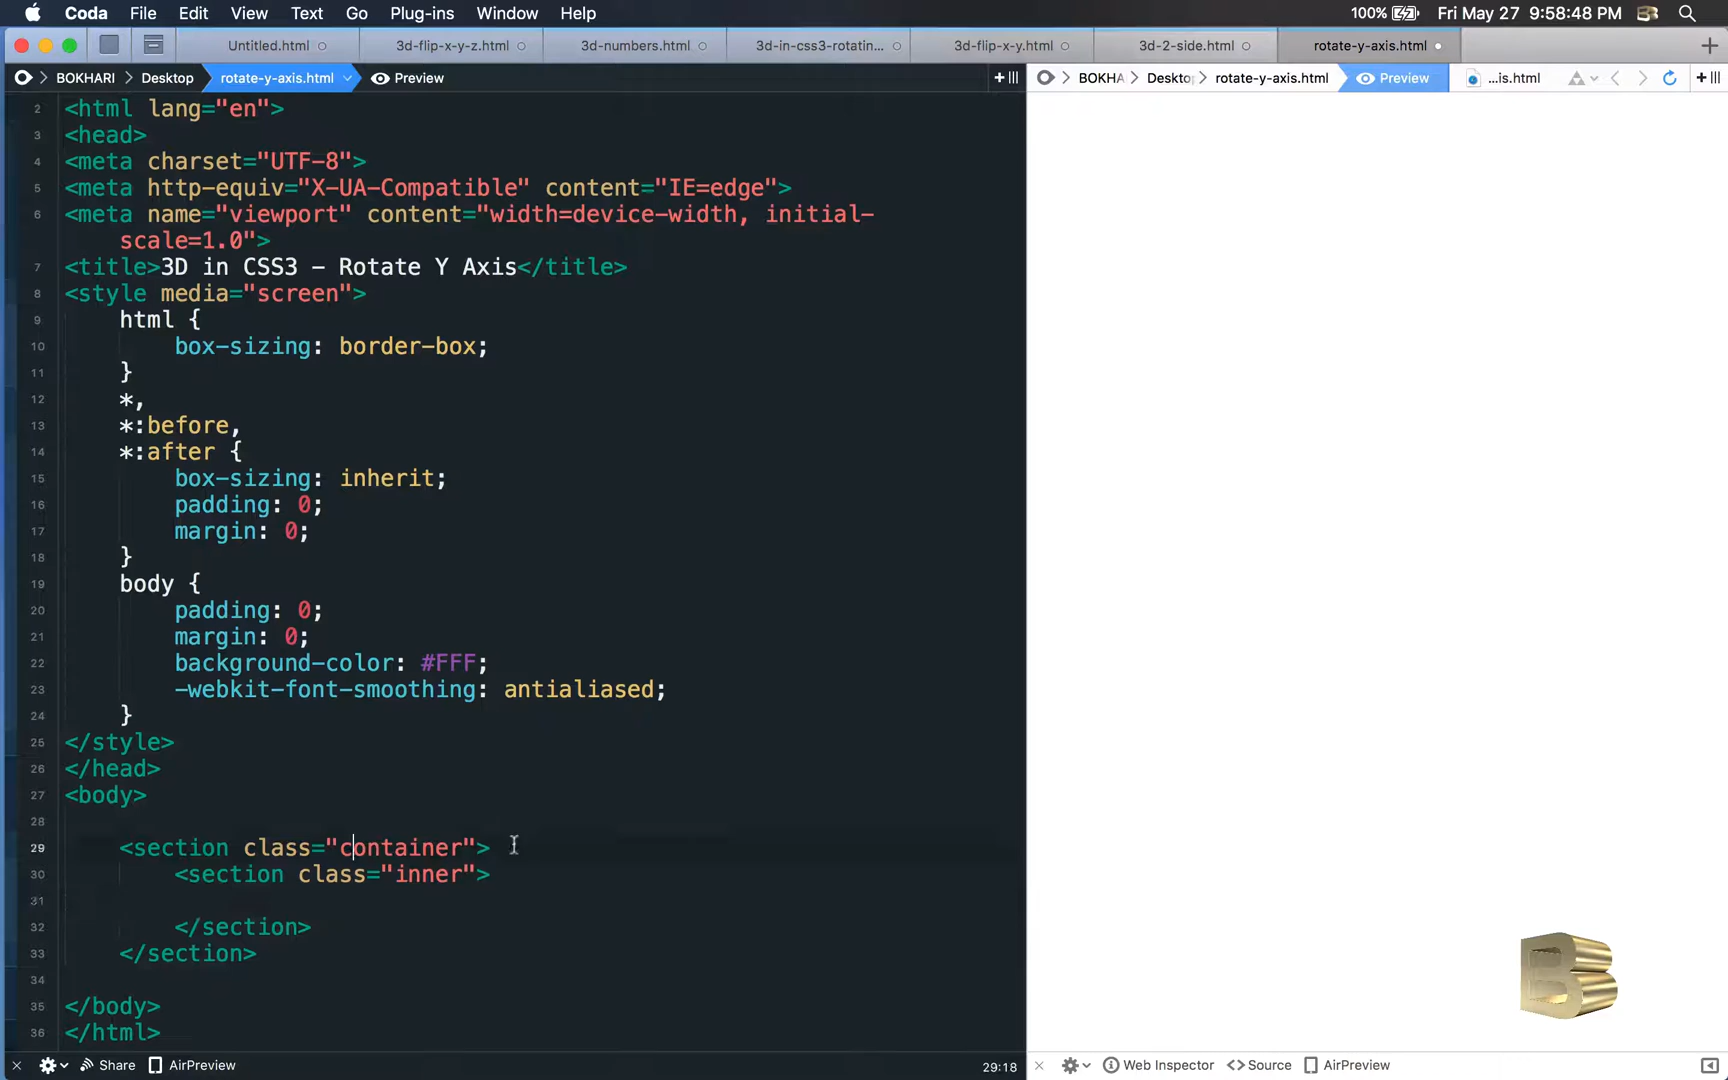 Coda File Edit View Text Go Plug-ins Window Help 100% Fri May 27 9:58:48 PM
Untitled.html 3d-flip-x-y-z.html 3d-numbers.html 3d-in-css3-rotatin... 3d-flip-x-y.html 3d-2-side.html rotate-y-axis.html
BOKHARI Desktop rotate-y-axis.html Preview BOKHA Deskto rotate-y-axis.html Preview ...is.html
2 <html lang="en">
3 <head>
4 <meta charset="UTF-8">
5 <meta http-equiv="X-UA-Compatible" content="IE=edge">
6 <meta name="viewport" content="width=device-width, initial-
scale=1.0">
7 <title>3D in CSS3 - Rotate Y Axis</title>
8 <style media="screen">
9 html {
10 box-sizing: border-box;
11 }
12 *,
13 *:before,
14 *:after {
15 box-sizing: inherit;
16 padding: 0;
17 margin: 0;
18 }
19 body {
20 padding: 0;
21 margin: 0;
22 background-color: #FFF;
23 -webkit-font-smoothing: antialiased;
24 }
25 </style>
26 </head>
27 <body>
28
29 <section class="container">
30 <section class="inner">
31
32 </section>
33 </section>
34
35 </body>
36 </html>
B
Share AirPreview 29:18 Web Inspector Source AirPreview